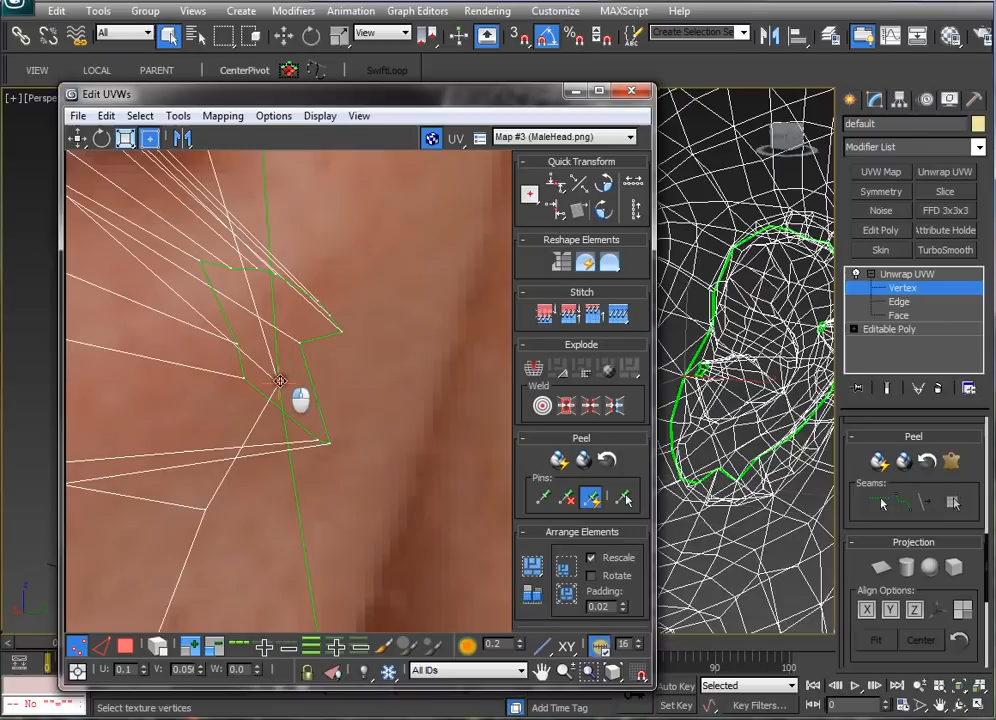 Edit Tools Group Views Create Modifiers Animation Graph Editors Rendering Customize MAXScript Help
All View Create Selection Se
VIEW LOCAL PARENT CenterPivot SwiftLoop
[+] [Persp
Edit UVWs
File Edit Select Tools Mapping Options Display View
UV Map #3 (MaleHead.png)
Quick Transform
Reshape Elements
Stitch
Explode
Weld
Peel
Pins:
Arrange Elements
Rescale
Rotate
Padding:
0.02
0.2 XY 16
U: 0.1 V: 0.05 W: 0.0 All IDs
default
Modifier List
UVW Map Unwrap UVW
Symmetry Slice
Noise FFD 3x3x3
Edit Poly Attribute Holde
Skin TurboSmooth
Unwrap UVW
Vertex
Edge
Face
Editable Poly
Peel
Seams:
Projection
Align Options:
X Y Z
Fit Center
90 100
Auto Key Selected
Set Key Key Filters... 0
-- No ""=""
Select texture vertices
Add Time Tag